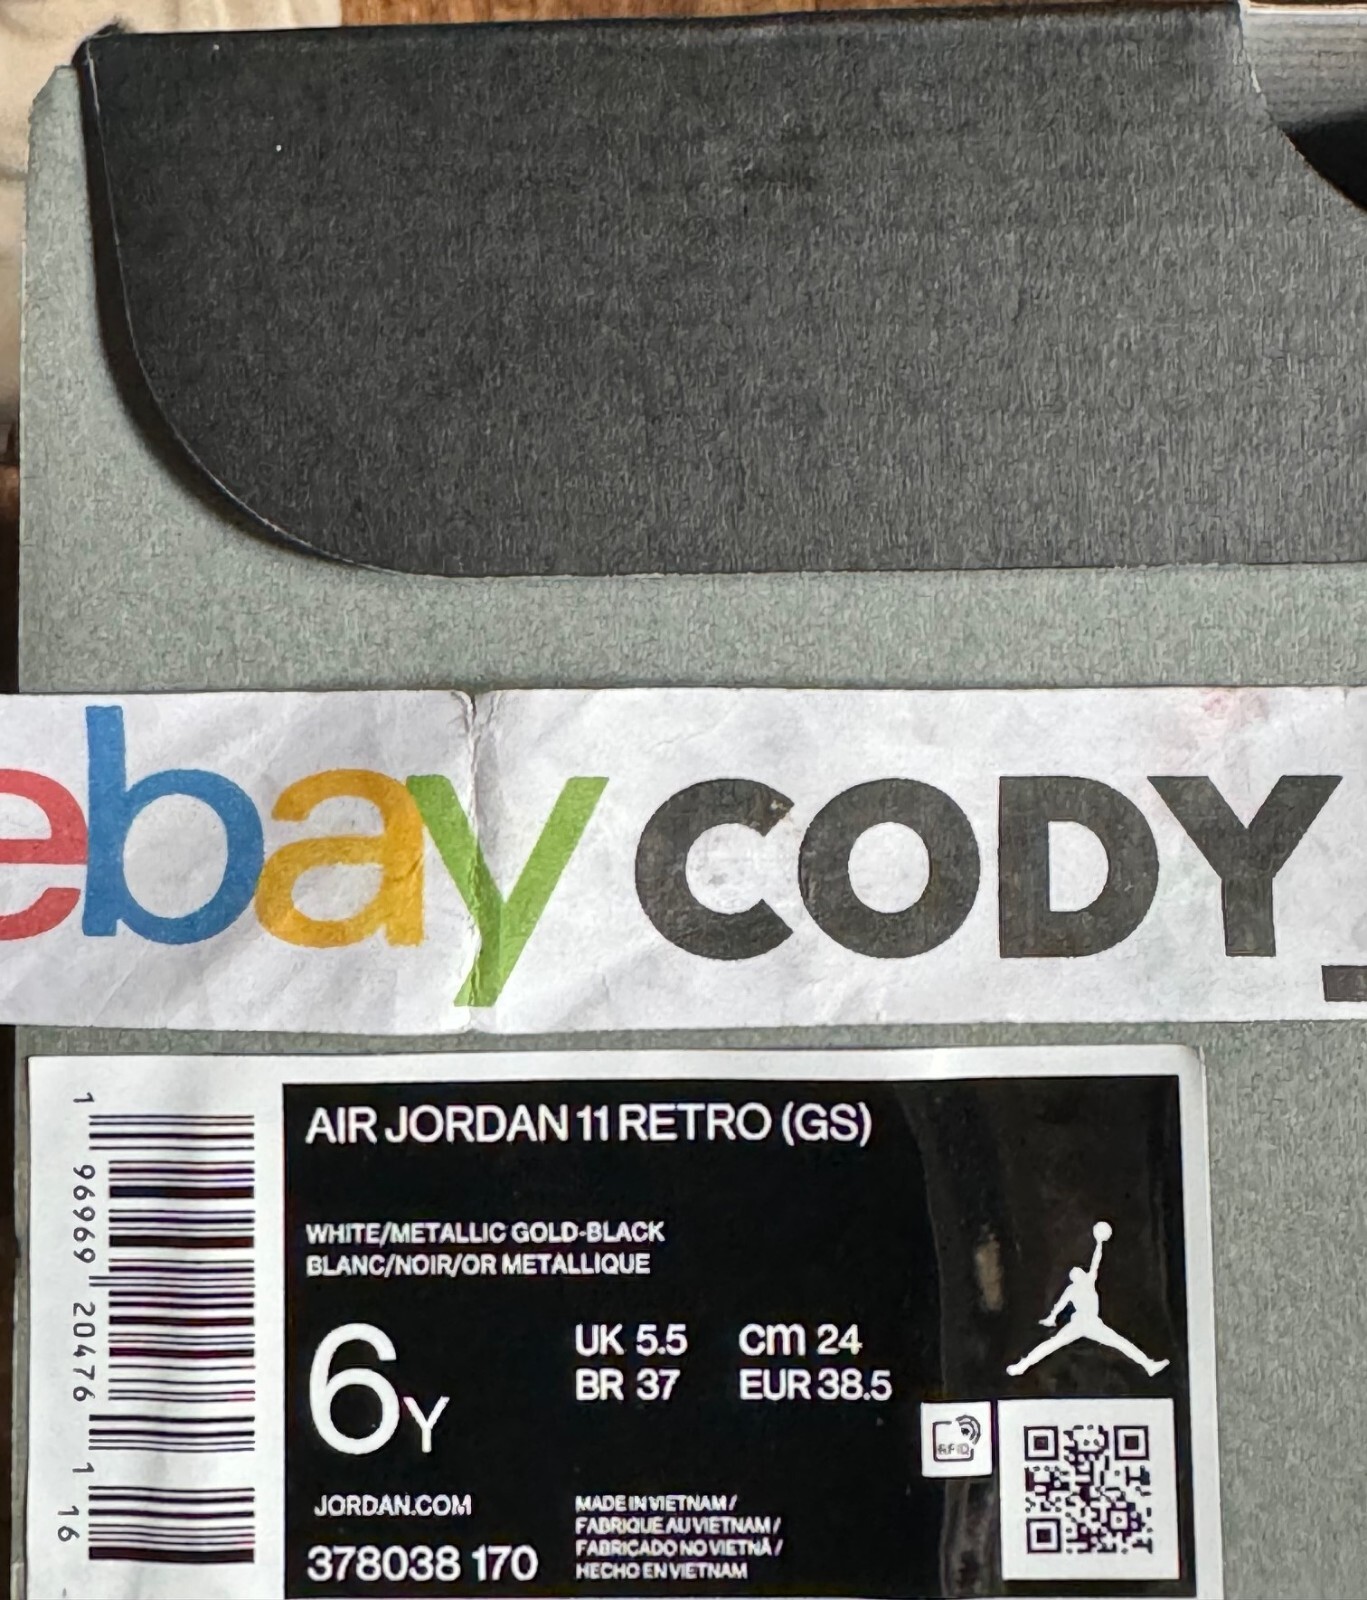 ebay CODY_
AIR JORDAN 11 RETRO (GS)
WHITE/METALLIC GOLD-BLACK
BLANC/NOIR/OR METALLIQUE
6Y
UK 5.5 cm 24
BR 37 EUR 38.5
RFID
JORDAN.COM
378038 170
MADE IN VIETNAM/
FABRIQUE AU VIETNAM/
FABRICADO NO VIETNÃ/
HECHO EN VIETNAM
1 96969 20476 1 16